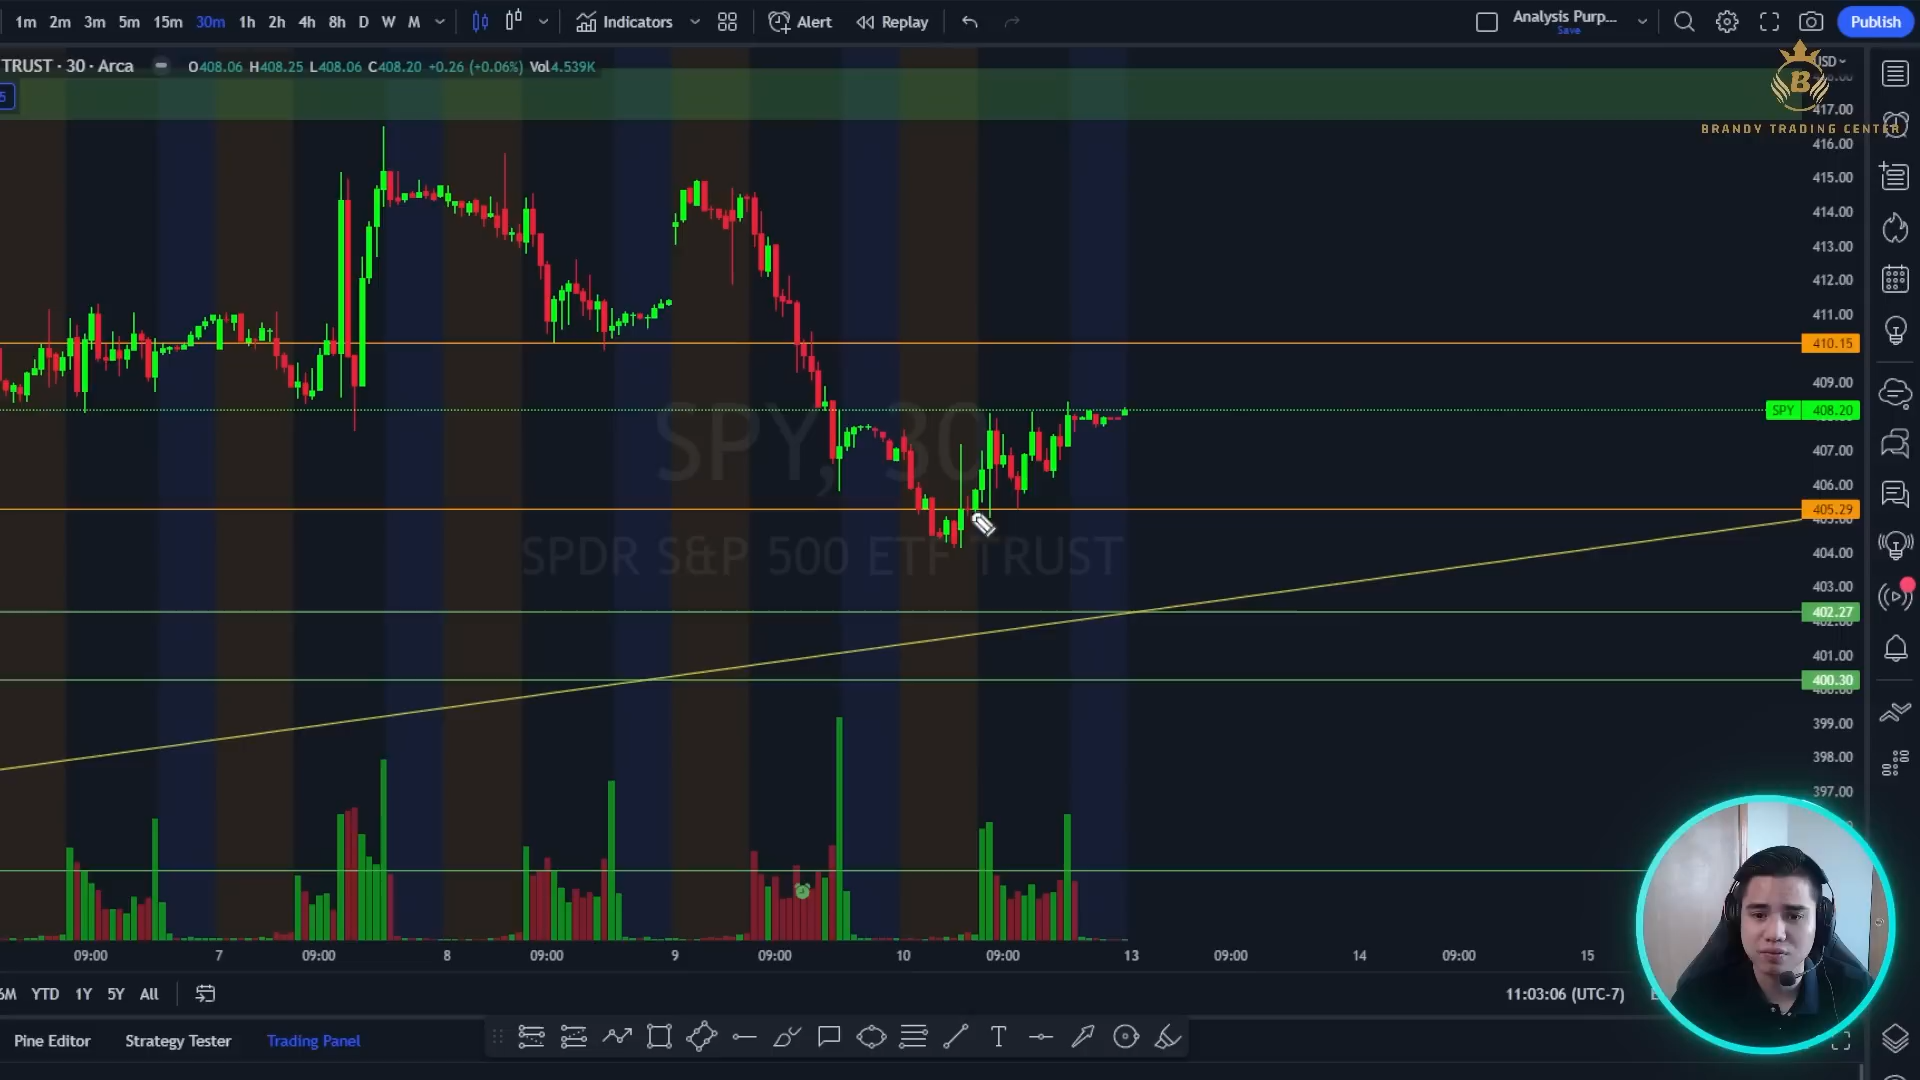 1m 2m 3m 5m 15m 30m 1h 2h 4h 8h D W M Indicators Alert Replay Analysis Purp... Save Publish
TRUST · 30 · Arca O408.06 H408.25 L408.06 C408.20 +0.26 (+0.06%) Vol4.539K
USD
5
B
BRANDY TRADING CENTER
417.00
416.00
415.00
414.00
413.00
412.00
411.00
410.15
409.00
SPY 408.20
407.00
406.00
405.29
404.00
403.00
402.27
401.00
400.30
399.00
398.00
397.00
SPY, 30
SPDR S&P 500 ETF TRUST
09:00 7 09:00 8 09:00 9 09:00 10 09:00 13 09:00 14 09:00 15
6M YTD 1Y 5Y All 11:03:06 (UTC-7)
Pine Editor Strategy Tester Trading Panel